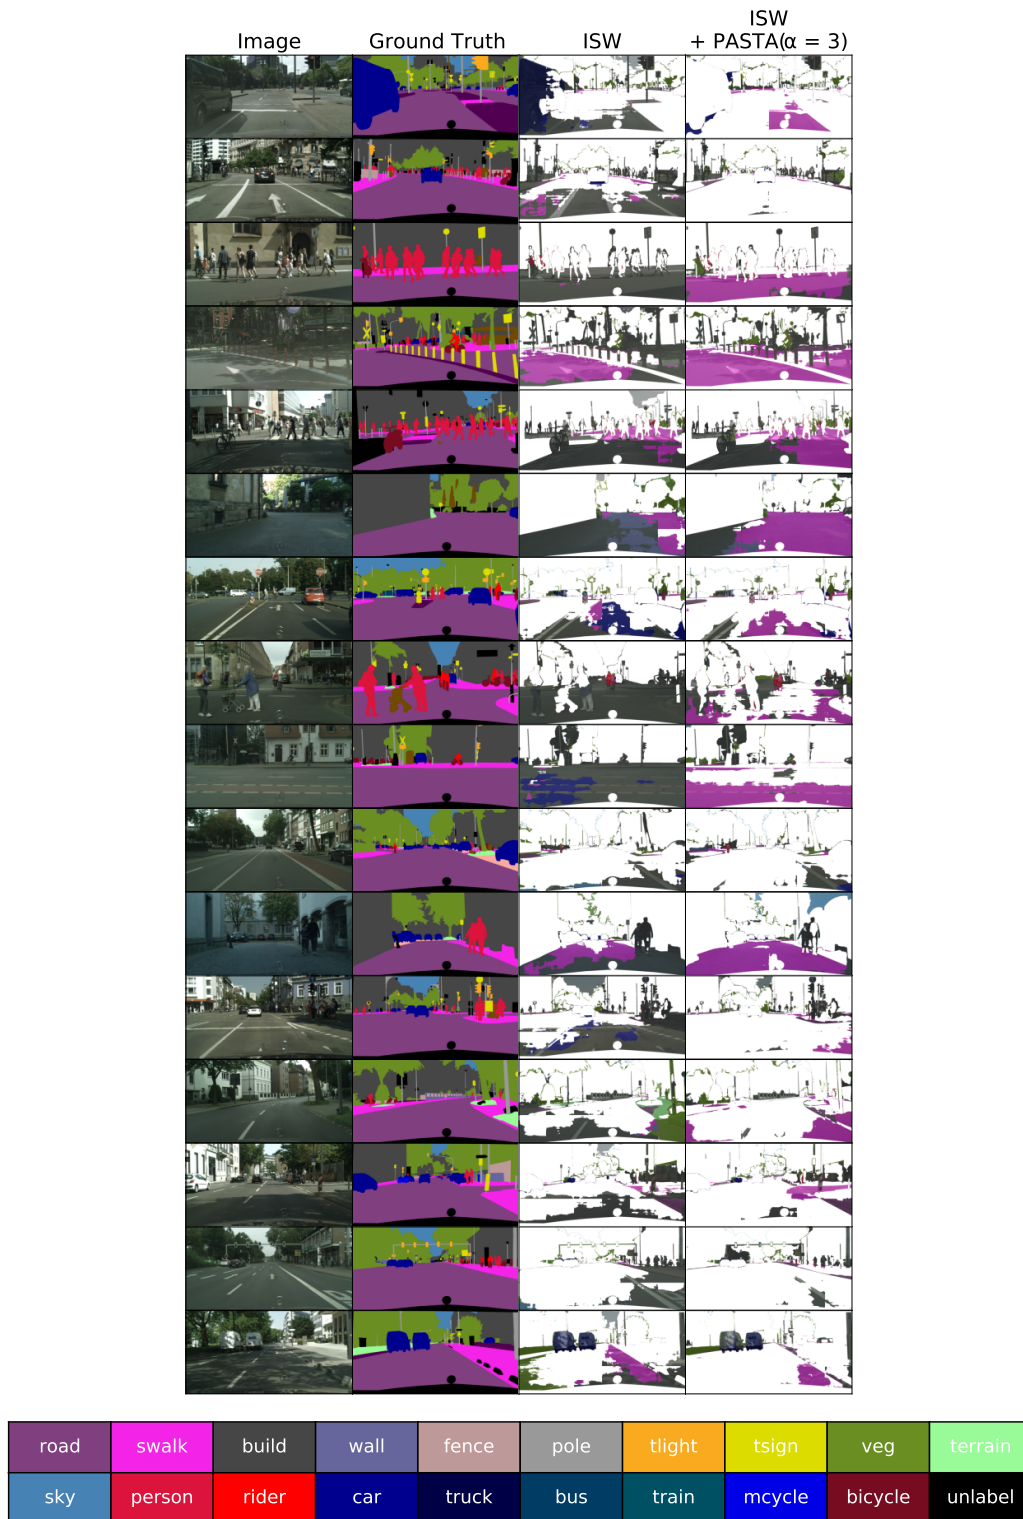 Image
Ground Truth
ISW
ISW
+ PASTA(α = 3)
road swalk build wall fence pole tlight tsign veg terrain
sky person rider car truck bus train mcycle bicycle unlabel